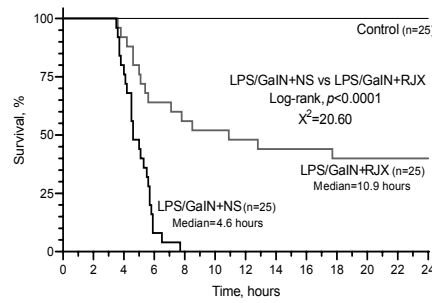 100
75
50
25
0
Survival, %
Control (n=25)
LPS/GalN+NS vs LPS/GalN+RJX
Log-rank, p<0.0001
X²=20.60
LPS/GalN+RJX (n=25)
Median=10.9 hours
LPS/GalN+NS (n=25)
Median=4.6 hours
0 2 4 6 8 10 12 14 16 18 20 22 24
Time, hours